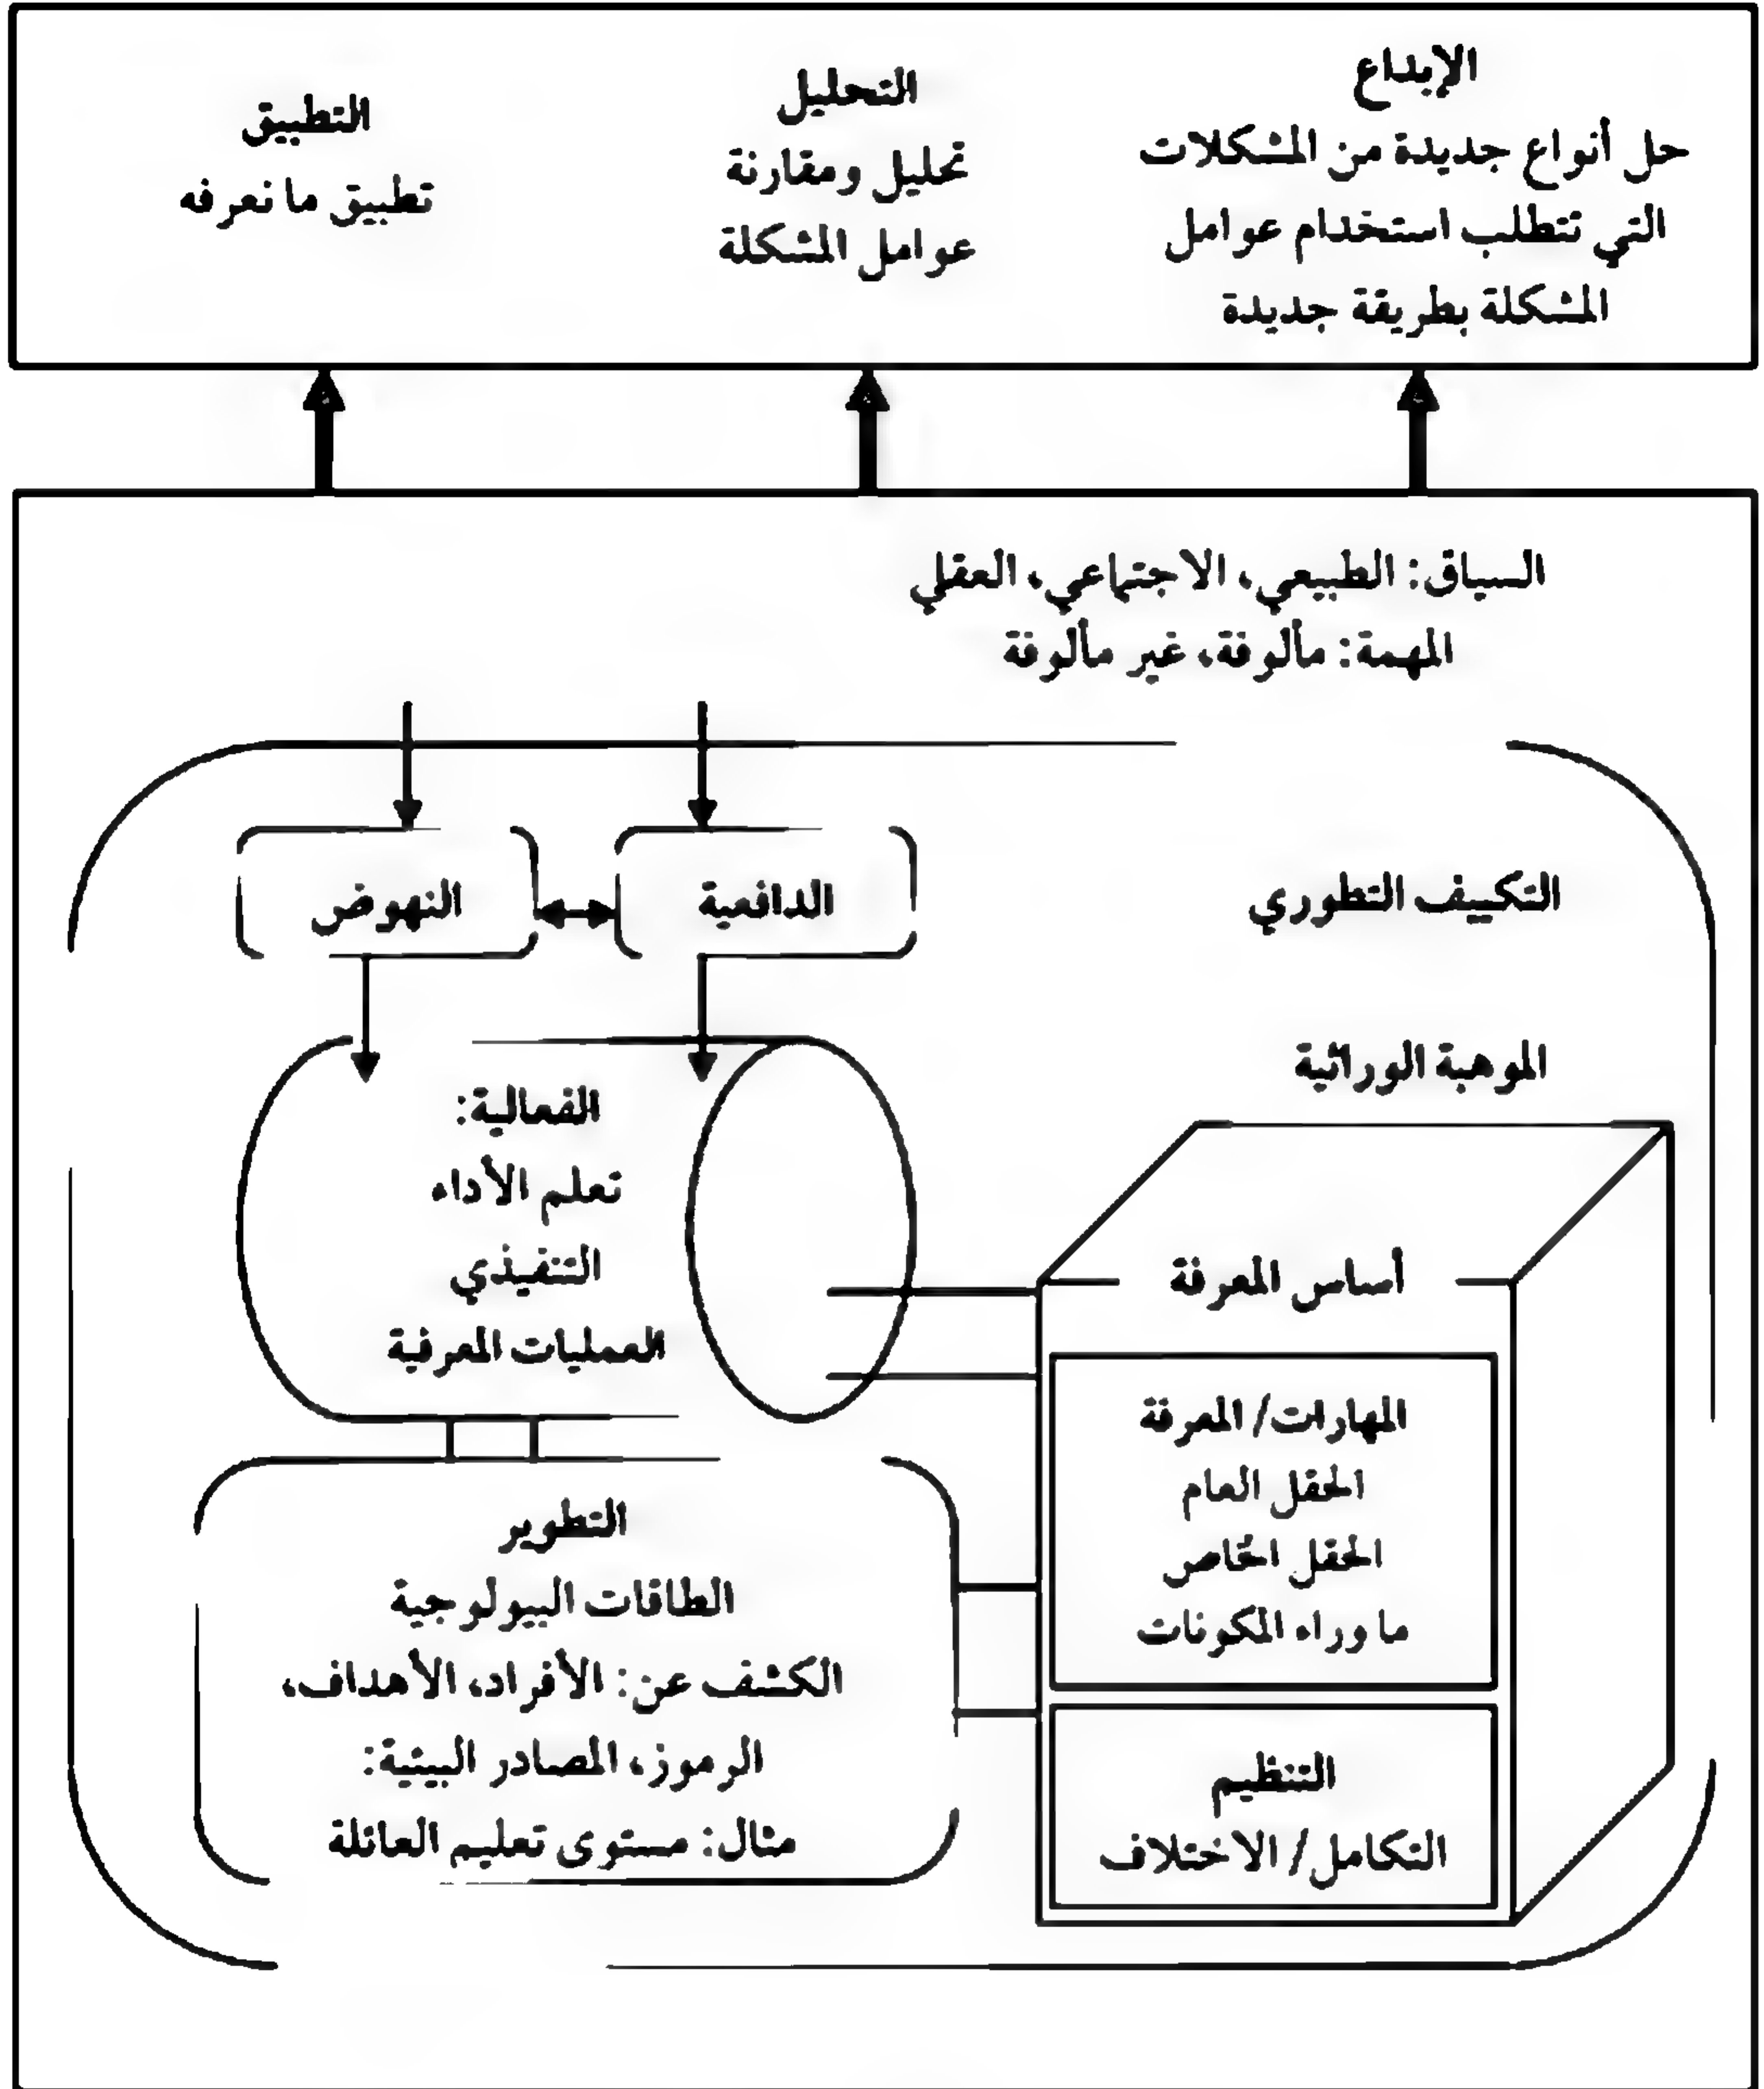 الإبداع
حل أنواع جديدة من المشكلات
التي تتطلب استخدام عوامل
المشكلة بطريقة جديدة
التحليل
تحليل ومقارنة
عوامل المشكلة
التطبيق
تطبيق ما نعرفه
السياق: الطبيعي، الاجتماعي، العقلي
المهمة: مألوفة، غير مألوفة
الدافعية
النهوض
التكييف التطوري
الموهبة الوراثية
الفعالية:
تعلم الأداء
التنفيذي
العمليات المعرفية
أساس المعرفة
المهارات/ المعرفة
الحقل العام
الحقل الخاص
ما وراء المكونات
التنظيم
التكامل/ الاختلاف
التطوير
الطاقات البيولوجية
الكشف عن: الأفراد، الأهداف،
الرموز، المصادر البيئية:
مثال: مستوى تعليم العائلة